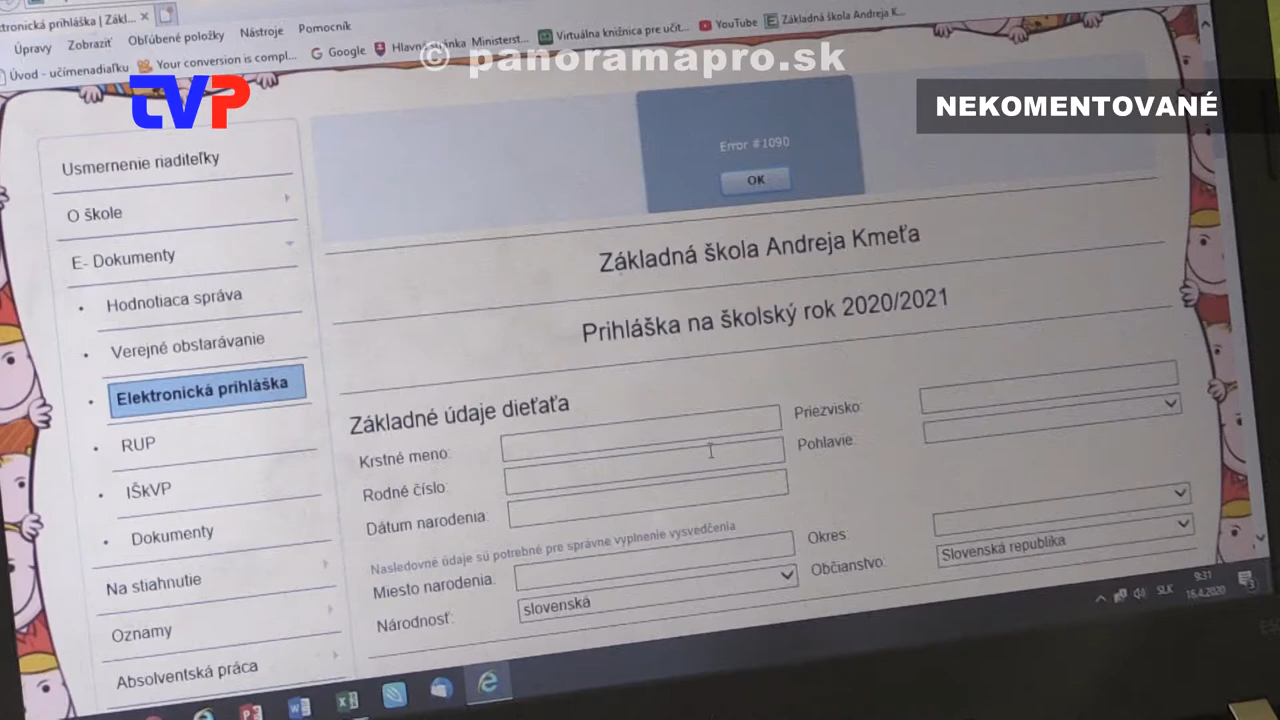 ktronická prihláška | Zákl...
Úpravy Zobraziť Obľúbené položky Nástroje Pomocník
Úvod - učímenadiaľku Your conversion is compl... Google Hlavná stránka Ministerst... Virtuálna knižnica pre učit... YouTube Základná škola Andreja K...
© panoramapro.sk
TVP
NEKOMENTOVANÉ
Error #1090
OK
Usmernenie riaditeľky
O škole
E- Dokumenty
Hodnotiaca správa
Verejné obstarávanie
Elektronická prihláška
RUP
IŠkVP
Dokumenty
Na stiahnutie
Oznamy
Absolventská práca
Základná škola Andreja Kmeťa
Prihláška na školský rok 2020/2021
Základné údaje dieťaťa
Krstné meno: Priezvisko:
Rodné číslo: Pohlavie:
Dátum narodenia:
Nasledovné údaje sú potrebné pre správne vyplnenie vysvedčenia
Miesto narodenia: Okres:
Národnosť: slovenská Občianstvo: Slovenská republika
SLK 9:31
16.4.2020